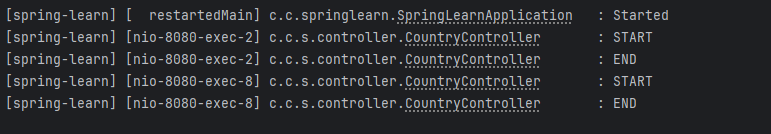 [spring-learn] [  restartedMain] c.c.springlearn.SpringLearnApplication   : Started
[spring-learn] [nio-8080-exec-2] c.c.s.controller.CountryController       : START
[spring-learn] [nio-8080-exec-2] c.c.s.controller.CountryController       : END
[spring-learn] [nio-8080-exec-8] c.c.s.controller.CountryController       : START
[spring-learn] [nio-8080-exec-8] c.c.s.controller.CountryController       : END